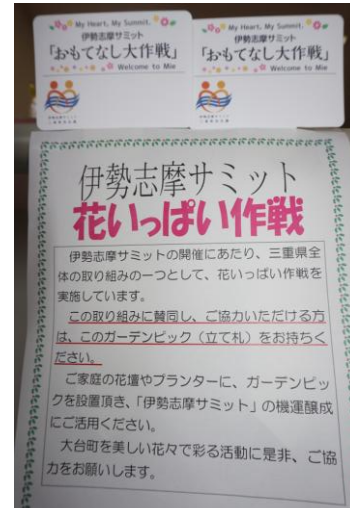 My Heart, My Summit.
伊勢志摩サミット
「おもてなし大作戦」
Welcome to Mie
My Heart, My Summit.
伊勢志摩サミット
「おもてなし大作戦」
Welcome to Mie
伊勢志摩サミット
花いっぱい作戦
伊勢志摩サミットの開催にあたり、三重県全
体の取り組みの一つとして、花いっぱい作戦を
実施しています。
この取り組みに賛同し、ご協力いただける方
は、このガーデンピック（立て札）をお持ちく
ださい。
ご家庭の花壇やプランターに、ガーデンピッ
クを設置頂き、「伊勢志摩サミット」の機運醸成
にご活用ください。
大台町を美しい花々で彩る活動に是非、ご協
力をお願いします。